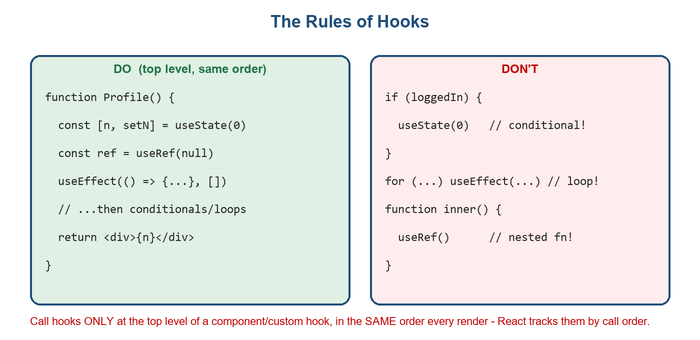 The Rules of Hooks
DO  (top level, same order)
function Profile() {
  const [n, setN] = useState(0)
  const ref = useRef(null)
  useEffect(() => {...}, [])
  // ...then conditionals/loops
  return <div>{n}</div>
}
DON'T
if (loggedIn) {
  useState(0)   // conditional!
}
for (...) useEffect(...) // loop!
function inner() {
  useRef()      // nested fn!
}
Call hooks ONLY at the top level of a component/custom hook, in the SAME order every render - React tracks them by call order.